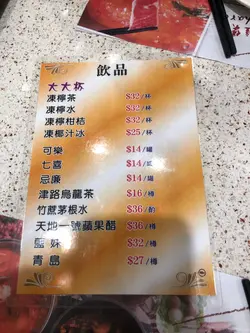 飲品
大大杯
凍檸茶 $32/杯
凍檸水 $32/杯
凍檸柑桔 $32/杯
凍椰汁冰 $25/杯
可樂 $14/罐
七喜 $14/罐
忌廉 $14/罐
津路烏龍茶 $16/樽
竹蔗茅根水 $36/酌
天地一號蘋果醋 $36/樽
藍妹 $32/樽
青島 $27/樽